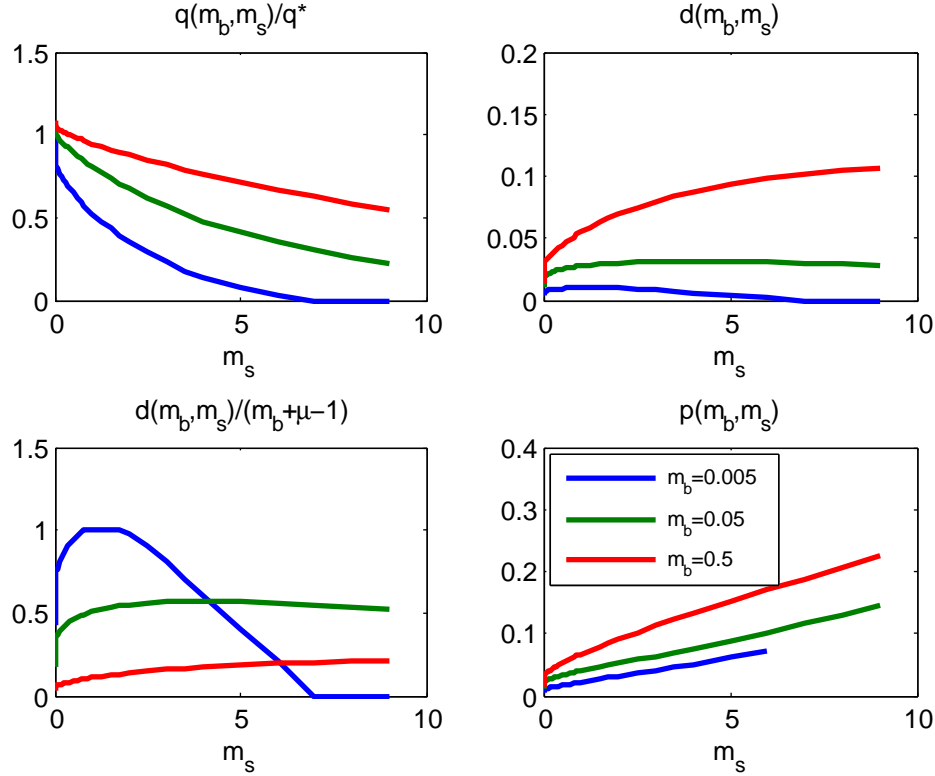 q(m_b,m_s)/q*
1.5
1
0.5
0
0
5
10
m_s
d(m_b,m_s)
0.2
0.15
0.1
0.05
0
0
5
10
m_s
d(m_b,m_s)/(m_b+μ−1)
1.5
1
0.5
0
0
5
10
m_s
p(m_b,m_s)
0.4
0.3
0.2
0.1
0
0
5
10
m_s
m_b=0.005
m_b=0.05
m_b=0.5